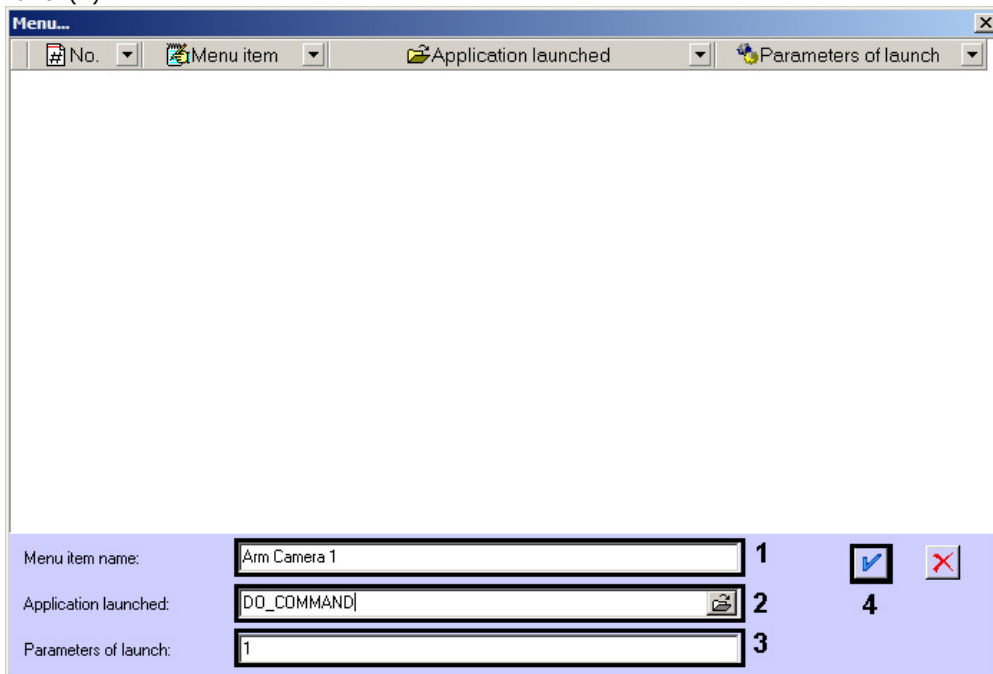 Menu...
No. Menu item Application launched Parameters of launch
Menu item name: Arm Camera 1 1
Application launched: DO_COMMAND 2 4
Parameters of launch: 1 3